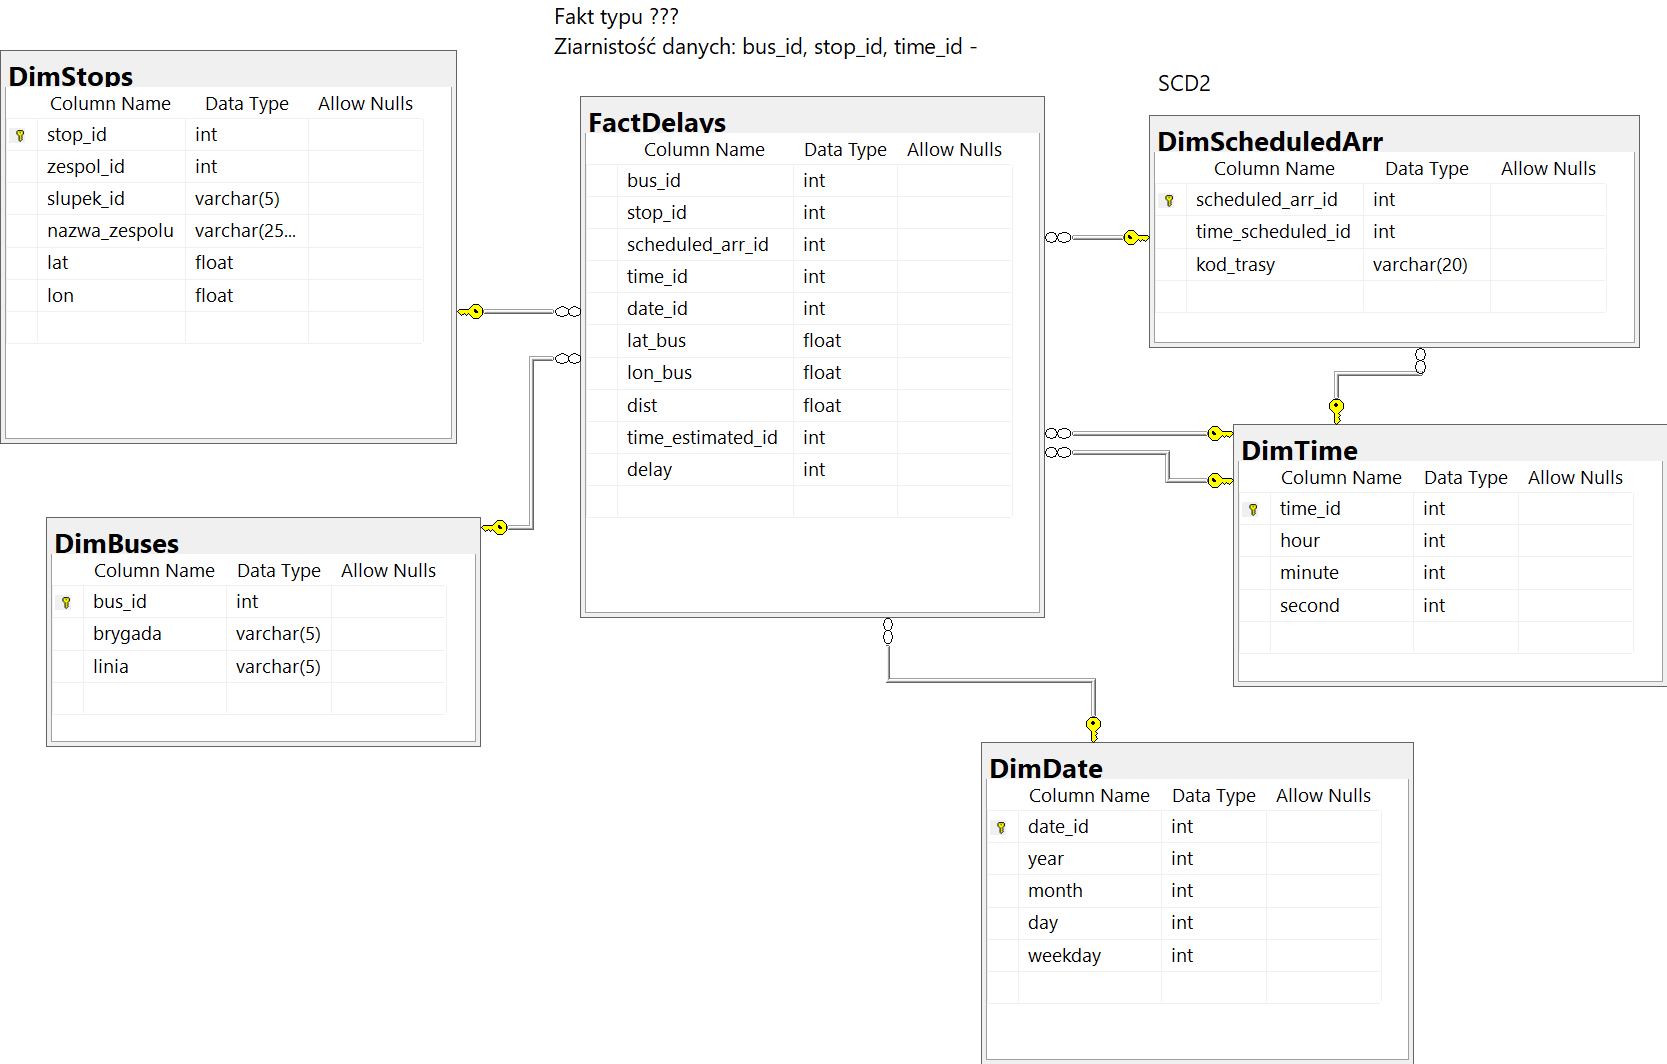 Fakt typu ???
Ziarnistość danych: bus_id, stop_id, time_id -
DimStops
Column Name Data Type Allow Nulls
stop_id int
zespol_id int
slupek_id varchar(5)
nazwa_zespolu varchar(25...
lat float
lon float
FactDelays
Column Name Data Type Allow Nulls
bus_id int
stop_id int
scheduled_arr_id int
time_id int
date_id int
lat_bus float
lon_bus float
dist float
time_estimated_id int
delay int
SCD2
DimScheduledArr
Column Name Data Type Allow Nulls
scheduled_arr_id int
time_scheduled_id int
kod_trasy varchar(20)
DimTime
Column Name Data Type Allow Nulls
time_id int
hour int
minute int
second int
DimBuses
Column Name Data Type Allow Nulls
bus_id int
brygada varchar(5)
linia varchar(5)
DimDate
Column Name Data Type Allow Nulls
date_id int
year int
month int
day int
weekday int